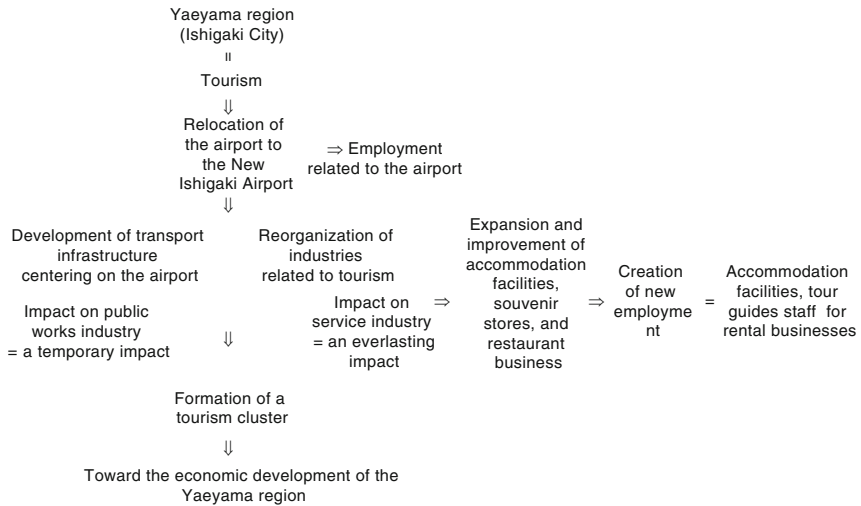 Yaeyama region
(Ishigaki City)
=
Tourism
⇓
Relocation of
the airport to
the New
Ishigaki Airport
⇒ Employment
related to the airport
⇓
Development of transport
infrastructure
centering on the airport
Reorganization of
industries
related to tourism
Impact on public
works industry
= a temporary impact
⇓
Impact on
service industry
= an everlasting
impact
⇒
Expansion and
improvement of
accommodation
facilities,
souvenir
stores, and
restaurant
business
⇒
Creation
of new
employme
nt
=
Accommodation
facilities, tour
guides staff for
rental businesses
Formation of a
tourism cluster
⇓
Toward the economic development of the
Yaeyama region